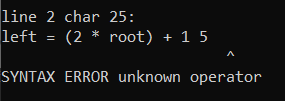 line 2 char 25:
left = (2 * root) + 1 5
^
SYNTAX ERROR unknown operator